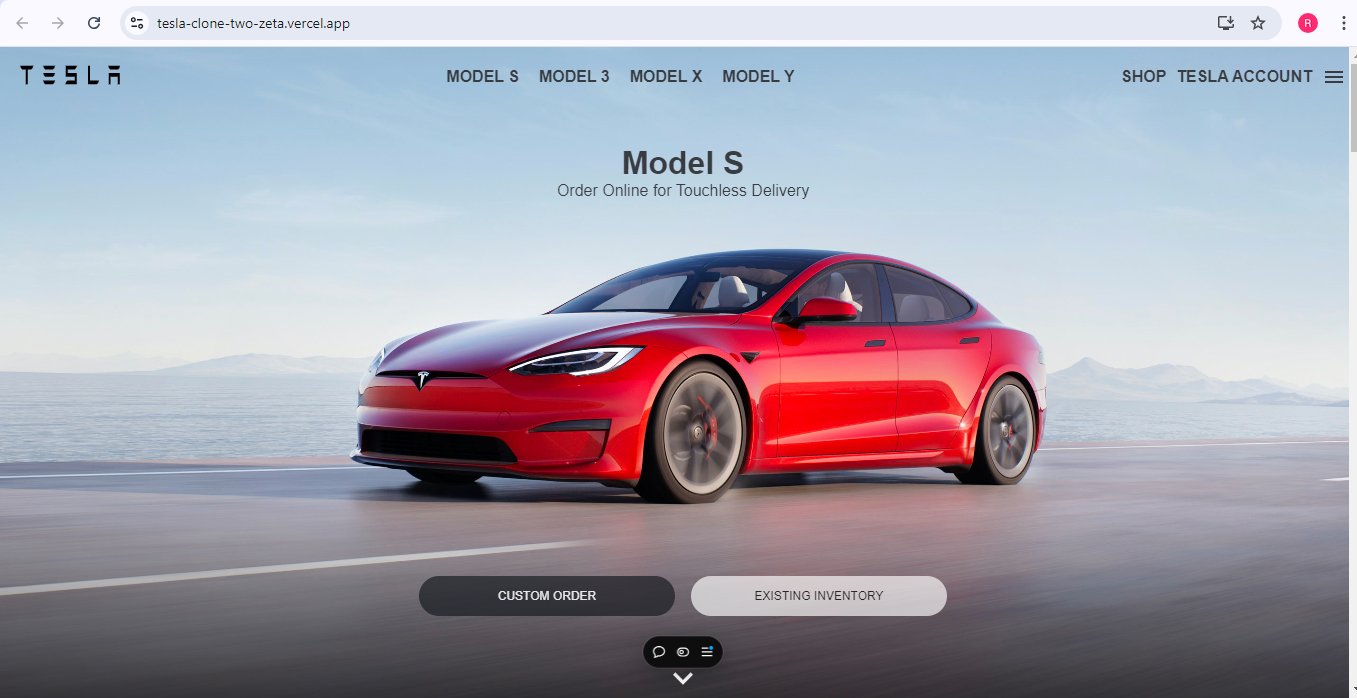 tesla-clone-two-zeta.vercel.app
R
TESLA MODEL S MODEL 3 MODEL X MODEL Y SHOP TESLA ACCOUNT
Model S
Order Online for Touchless Delivery
CUSTOM ORDER EXISTING INVENTORY